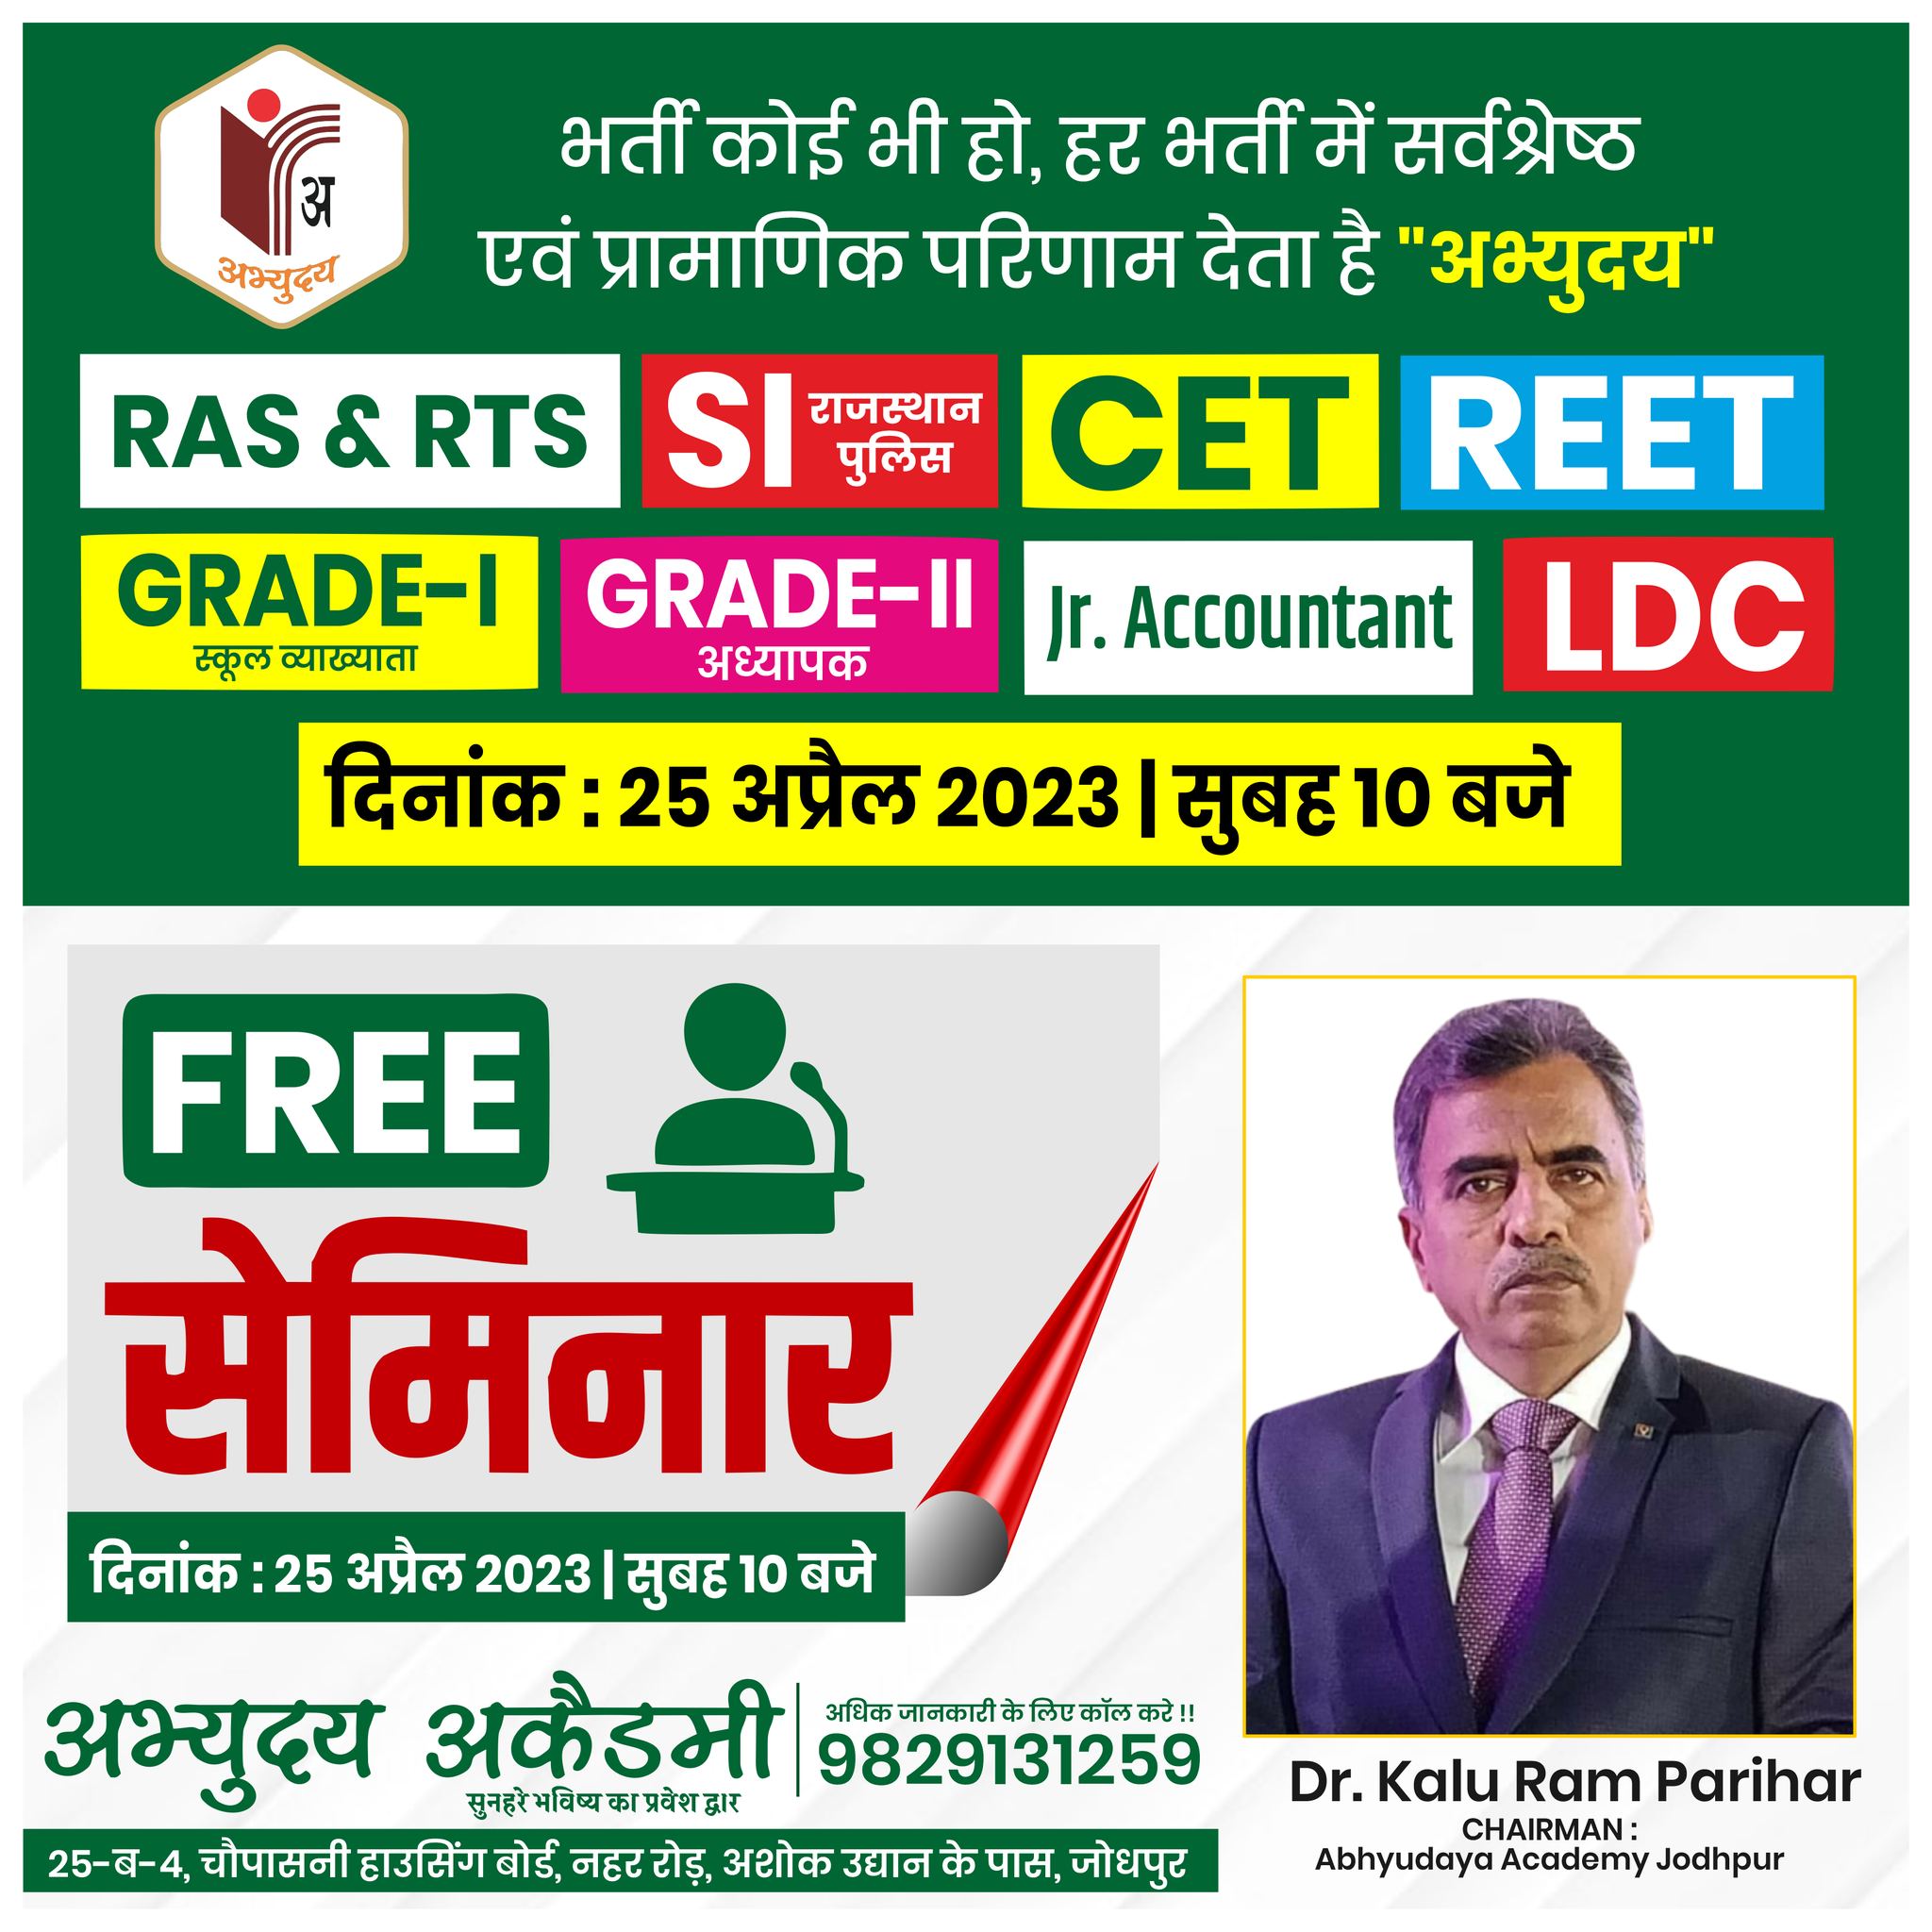 अ
अभ्युदय
भर्ती कोई भी हो, हर भर्ती में सर्वश्रेष्ठ
एवं प्रामाणिक परिणाम देता है "अभ्युदय"
RAS & RTS
SI राजस्थान पुलिस
CET
REET
GRADE-I
स्कूल व्याख्याता
GRADE-II
अध्यापक
Jr. Accountant
LDC
दिनांक : 25 अप्रैल 2023 | सुबह 10 बजे
FREE
सेमिनार
दिनांक : 25 अप्रैल 2023 | सुबह 10 बजे
अभ्युदय अकैडमी
सुनहरे भविष्य का प्रवेश द्वार
अधिक जानकारी के लिए कॉल करे !!
9829131259
25-ब-4, चौपासनी हाउसिंग बोर्ड, नहर रोड़, अशोक उद्यान के पास, जोधपुर
Dr. Kalu Ram Parihar
CHAIRMAN :
Abhyudaya Academy Jodhpur